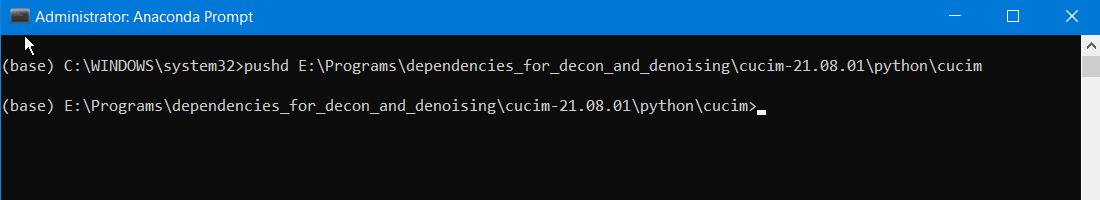 Administrator: Anaconda Prompt
(base) C:\WINDOWS\system32>pushd E:\Programs\dependencies_for_decon_and_denoising\cucim-21.08.01\python\cucim
(base) E:\Programs\dependencies_for_decon_and_denoising\cucim-21.08.01\python\cucim>